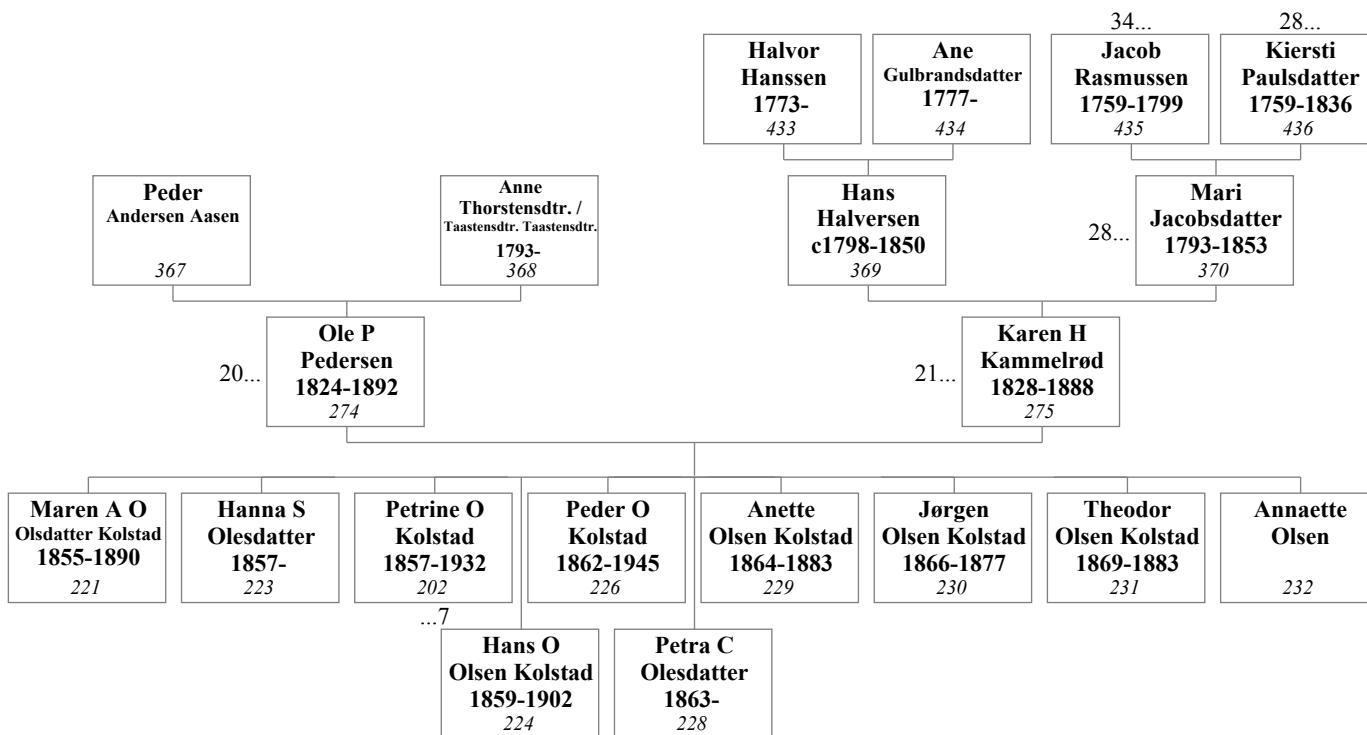 34...
28...
Halvor
Hanssen
1773-
433
Ane
Gulbrandsdatter
1777-
434
Jacob
Rasmussen
1759-1799
435
Kiersti
Paulsdatter
1759-1836
436
Peder
Andersen Aasen
367
Anne
Thorstensdtr. /
Taastensdtr. Taastensdtr.
1793-
368
Hans
Halversen
c1798-1850
369
28...
Mari
Jacobsdatter
1793-1853
370
20...
Ole P
Pedersen
1824-1892
274
21...
Karen H
Kammelrød
1828-1888
275
Maren A O
Olsdatter Kolstad
1855-1890
221
Hanna S
Olesdatter
1857-
223
Petrine O
Kolstad
1857-1932
202
Peder O
Kolstad
1862-1945
226
Anette
Olsen Kolstad
1864-1883
229
Jørgen
Olsen Kolstad
1866-1877
230
Theodor
Olsen Kolstad
1869-1883
231
Annaette
Olsen
232
...7
Hans O
Olsen Kolstad
1859-1902
224
Petra C
Olesdatter
1863-
228